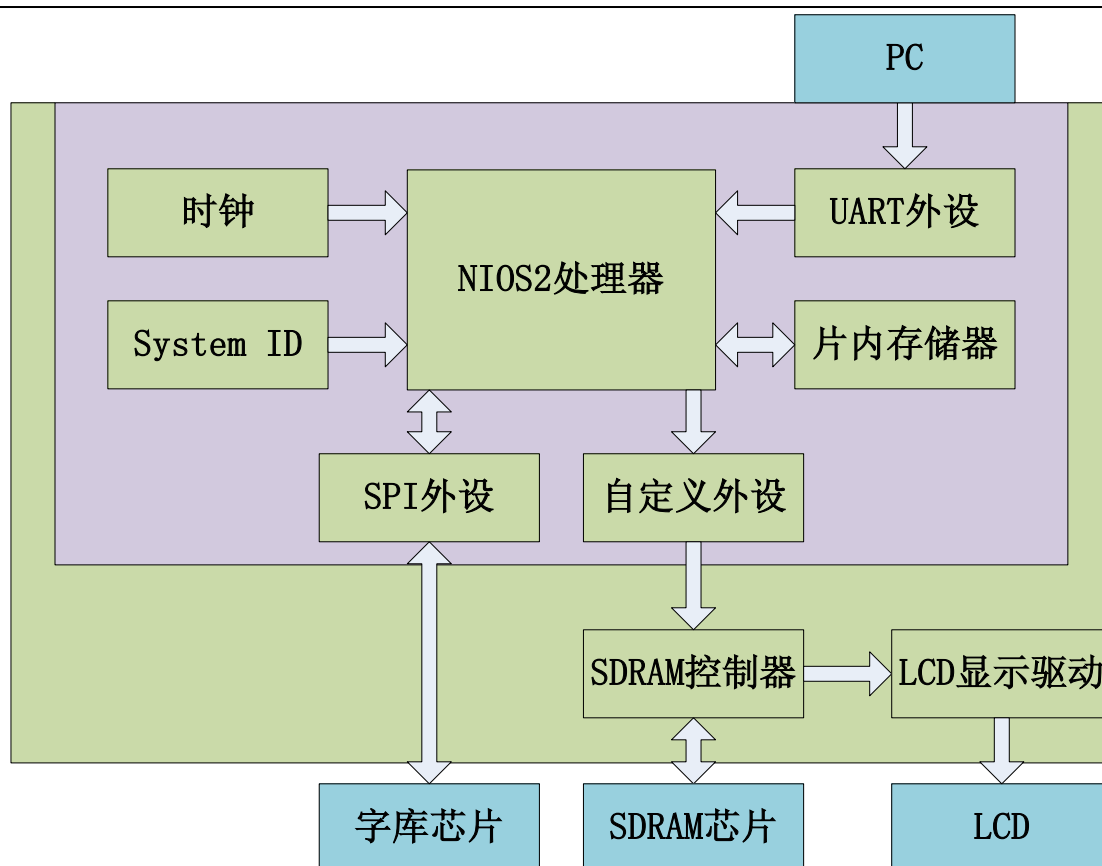 PC
时钟
NIOS2处理器
UART外设
System ID
片内存储器
SPI外设
自定义外设
SDRAM控制器
LCD显示驱动
字库芯片
SDRAM芯片
LCD